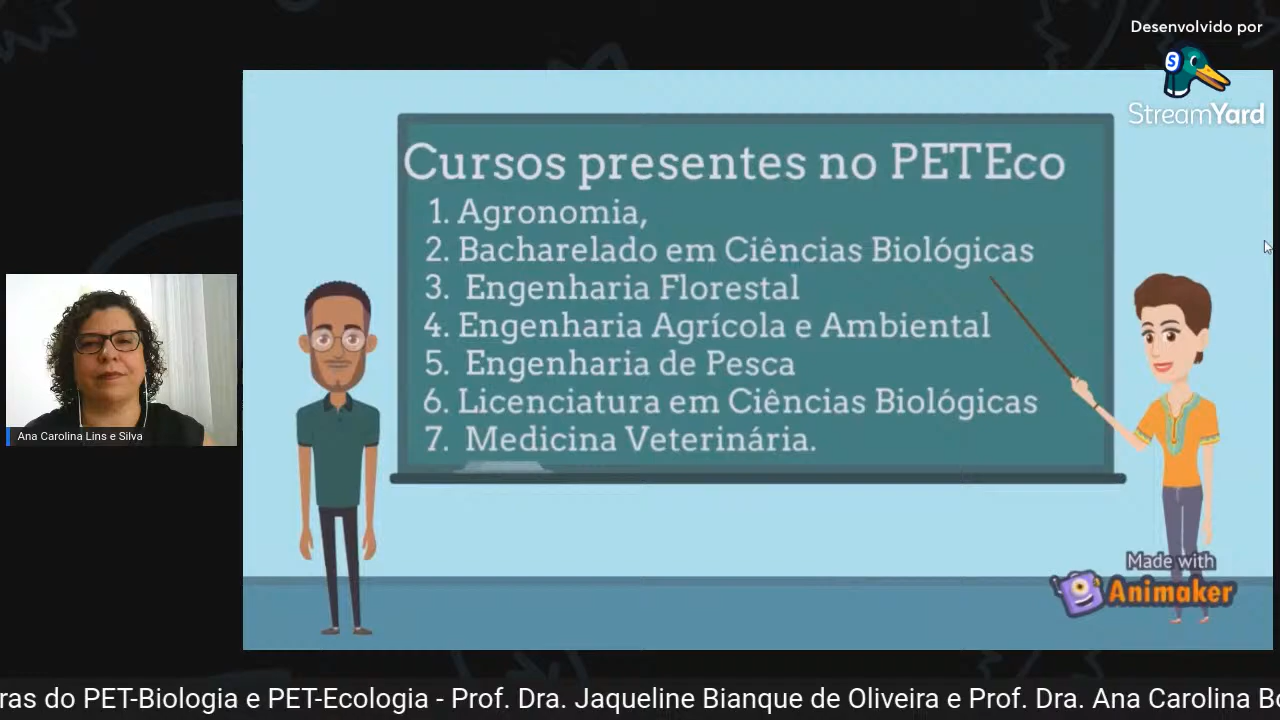 Desenvolvido por
StreamYard
Cursos presentes no PETEco
1. Agronomia,
2. Bacharelado em Ciências Biológicas
3. Engenharia Florestal
4. Engenharia Agrícola e Ambiental
5. Engenharia de Pesca
6. Licenciatura em Ciências Biológicas
7. Medicina Veterinária.
Ana Carolina Lins e Silva
Made with
Animaker
do PET-Biologia e PET-Ecologia - Prof. Dra. Jaqueline Bianque de Oliveira e Prof. Dra. Ana Carolina